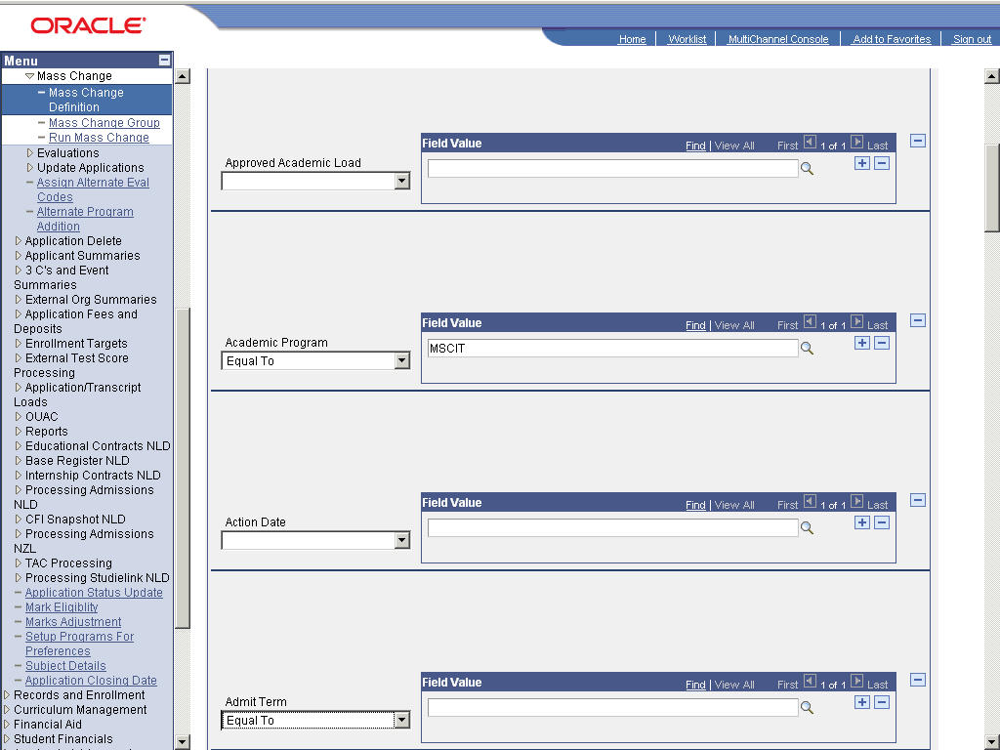 ORACLE®
Home Worklist MultiChannel Console Add to Favorites Sign out
Menu
Mass Change
Mass Change
Definition
Mass Change Group
Run Mass Change
Evaluations
Update Applications
Assign Alternate Eval
Codes
Alternate Program
Addition
Application Delete
Applicant Summaries
3 C's and Event
Summaries
External Org Summaries
Application Fees and
Deposits
Enrollment Targets
External Test Score
Processing
Application/Transcript
Loads
OUAC
Reports
Educational Contracts NLD
Base Register NLD
Internship Contracts NLD
Processing Admissions
NLD
CFI Snapshot NLD
Processing Admissions
NZL
TAC Processing
Processing Studielink NLD
Application Status Update
Mark Eligiblity
Marks Adjustment
Setup Programs For
Preferences
Subject Details
Application Closing Date
Records and Enrollment
Curriculum Management
Financial Aid
Student Financials
Field Value Find | View All First 1 of 1 Last
Approved Academic Load
Field Value Find | View All First 1 of 1 Last
Academic Program
Equal To MSCIT
Field Value Find | View All First 1 of 1 Last
Action Date
Field Value Find | View All First 1 of 1 Last
Admit Term
Equal To